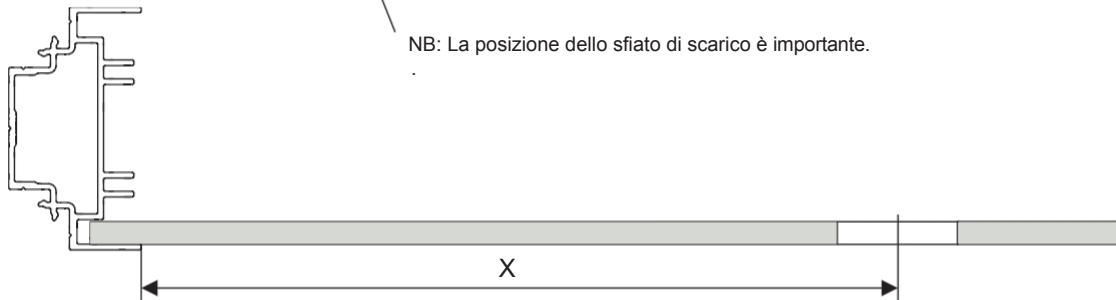 NB: La posizione dello sfiato di scarico è importante.
.
X